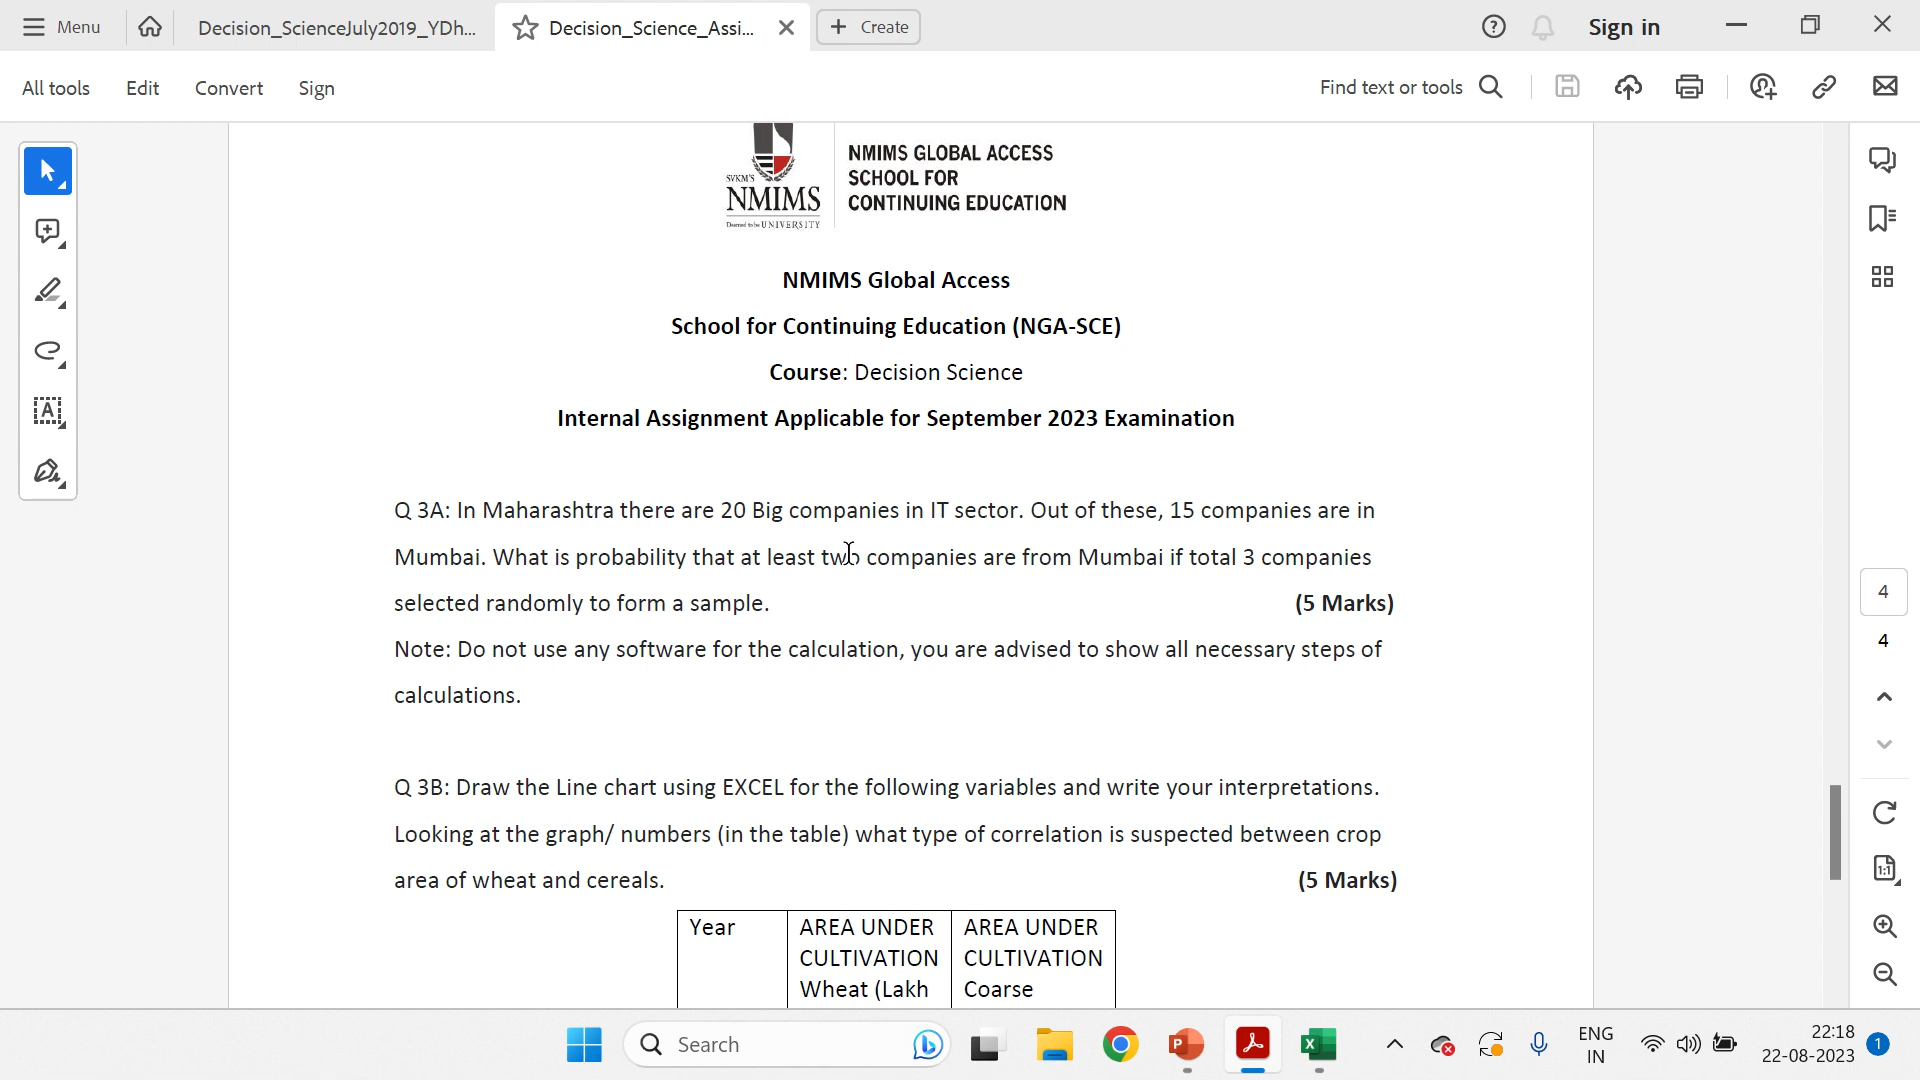 Menu
Decision_ScienceJuly2019_YDh...
Decision_Science_Assi...
Create
Sign in
All tools
Edit
Convert
Sign
Find text or tools
SVKM'S
NMIMS
Deemed to be UNIVERSITY
NMIMS GLOBAL ACCESS
SCHOOL FOR
CONTINUING EDUCATION
NMIMS Global Access
School for Continuing Education (NGA-SCE)
Course: Decision Science
Internal Assignment Applicable for September 2023 Examination
Q 3A: In Maharashtra there are 20 Big companies in IT sector. Out of these, 15 companies are in
Mumbai. What is probability that at least two companies are from Mumbai if total 3 companies
selected randomly to form a sample. (5 Marks)
Note: Do not use any software for the calculation, you are advised to show all necessary steps of
calculations.
Q 3B: Draw the Line chart using EXCEL for the following variables and write your interpretations.
Looking at the graph/ numbers (in the table) what type of correlation is suspected between crop
area of wheat and cereals. (5 Marks)
Year
AREA UNDER
CULTIVATION
Wheat (Lakh
AREA UNDER
CULTIVATION
Coarse
4
4
1:1
Search
ENG
IN
22:18
22-08-2023
1